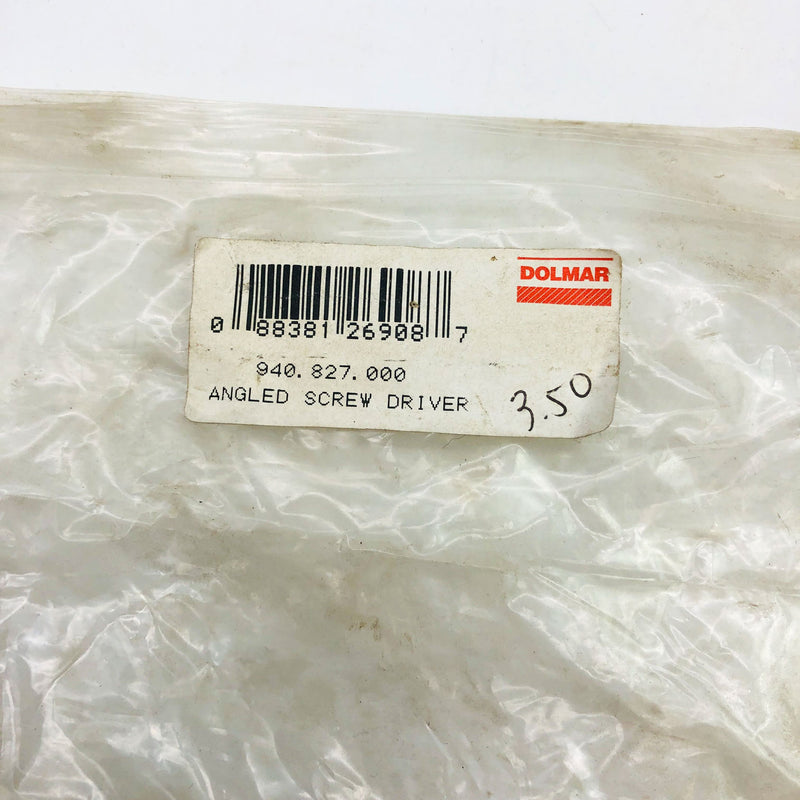 DOLMAR
0 88381 26908 7
940.827.000
ANGLED SCREW DRIVER
3.50